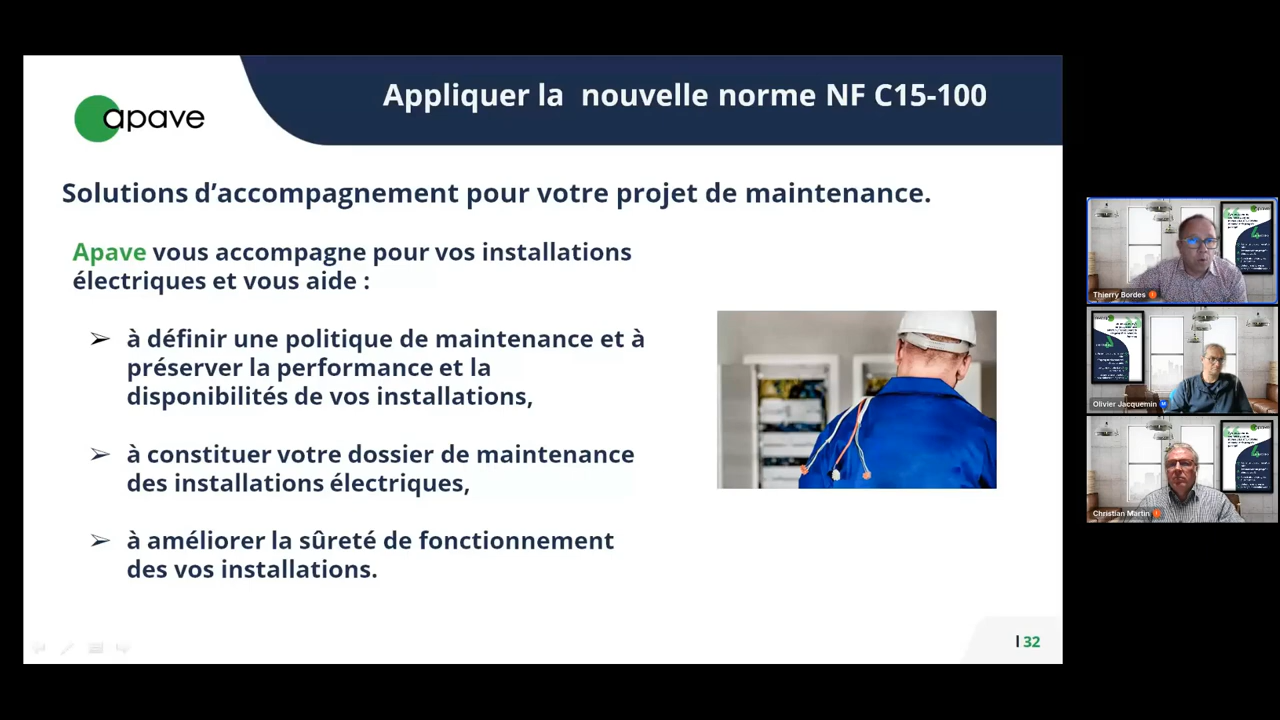 Appliquer la nouvelle norme NF C15-100
apave
Solutions d’accompagnement pour votre projet de maintenance.
Apave vous accompagne pour vos installations
électriques et vous aide :
➢ à définir une politique de maintenance et à
préserver la performance et la
disponibilités de vos installations,
➢ à constituer votre dossier de maintenance
des installations électriques,
➢ à améliorer la sûreté de fonctionnement
des vos installations.
| 32
Thierry Bordes
Olivier Jacquemin
Christian Martin